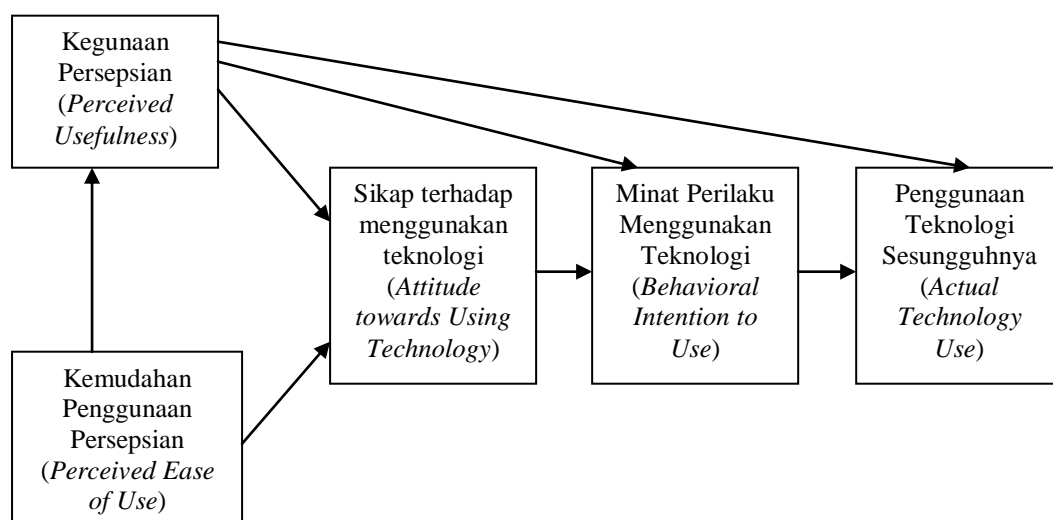 Kegunaan
Persepsian
(Perceived
Usefulness)
Sikap terhadap
menggunakan
teknologi
(Attitude
towards Using
Technology)
Minat Perilaku
Menggunakan
Teknologi
(Behavioral
Intention to
Use)
Penggunaan
Teknologi
Sesungguhnya
(Actual
Technology
Use)
Kemudahan
Penggunaan
Persepsian
(Perceived Ease
of Use)